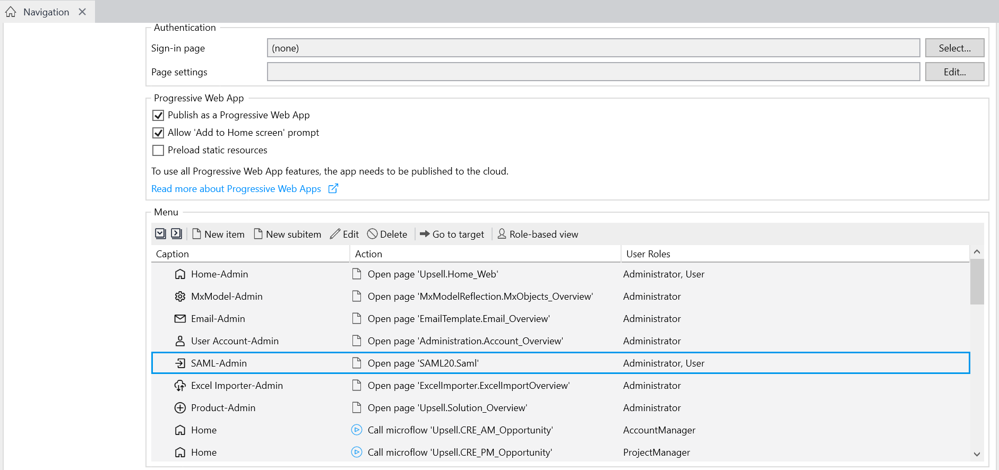 Navigation
Authentication
Sign-in page (none) Select...
Page settings Edit...
Progressive Web App
Publish as a Progressive Web App
Allow 'Add to Home screen' prompt
Preload static resources
To use all Progressive Web App features, the app needs to be published to the cloud.
Read more about Progressive Web Apps
Menu
New item New subitem Edit Delete Go to target Role-based view
Caption Action User Roles
Home-Admin Open page 'Upsell.Home_Web' Administrator, User
MxModel-Admin Open page 'MxModelReflection.MxObjects_Overview' Administrator
Email-Admin Open page 'EmailTemplate.Email_Overview' Administrator
User Account-Admin Open page 'Administration.Account_Overview' Administrator
SAML-Admin Open page 'SAML20.Saml' Administrator, User
Excel Importer-Admin Open page 'ExcelImporter.ExcelImportOverview' Administrator
Product-Admin Open page 'Upsell.Solution_Overview' Administrator
Home Call microflow 'Upsell.CRE_AM_Opportunity' AccountManager
Home Call microflow 'Upsell.CRE_PM_Opportunity' ProjectManager